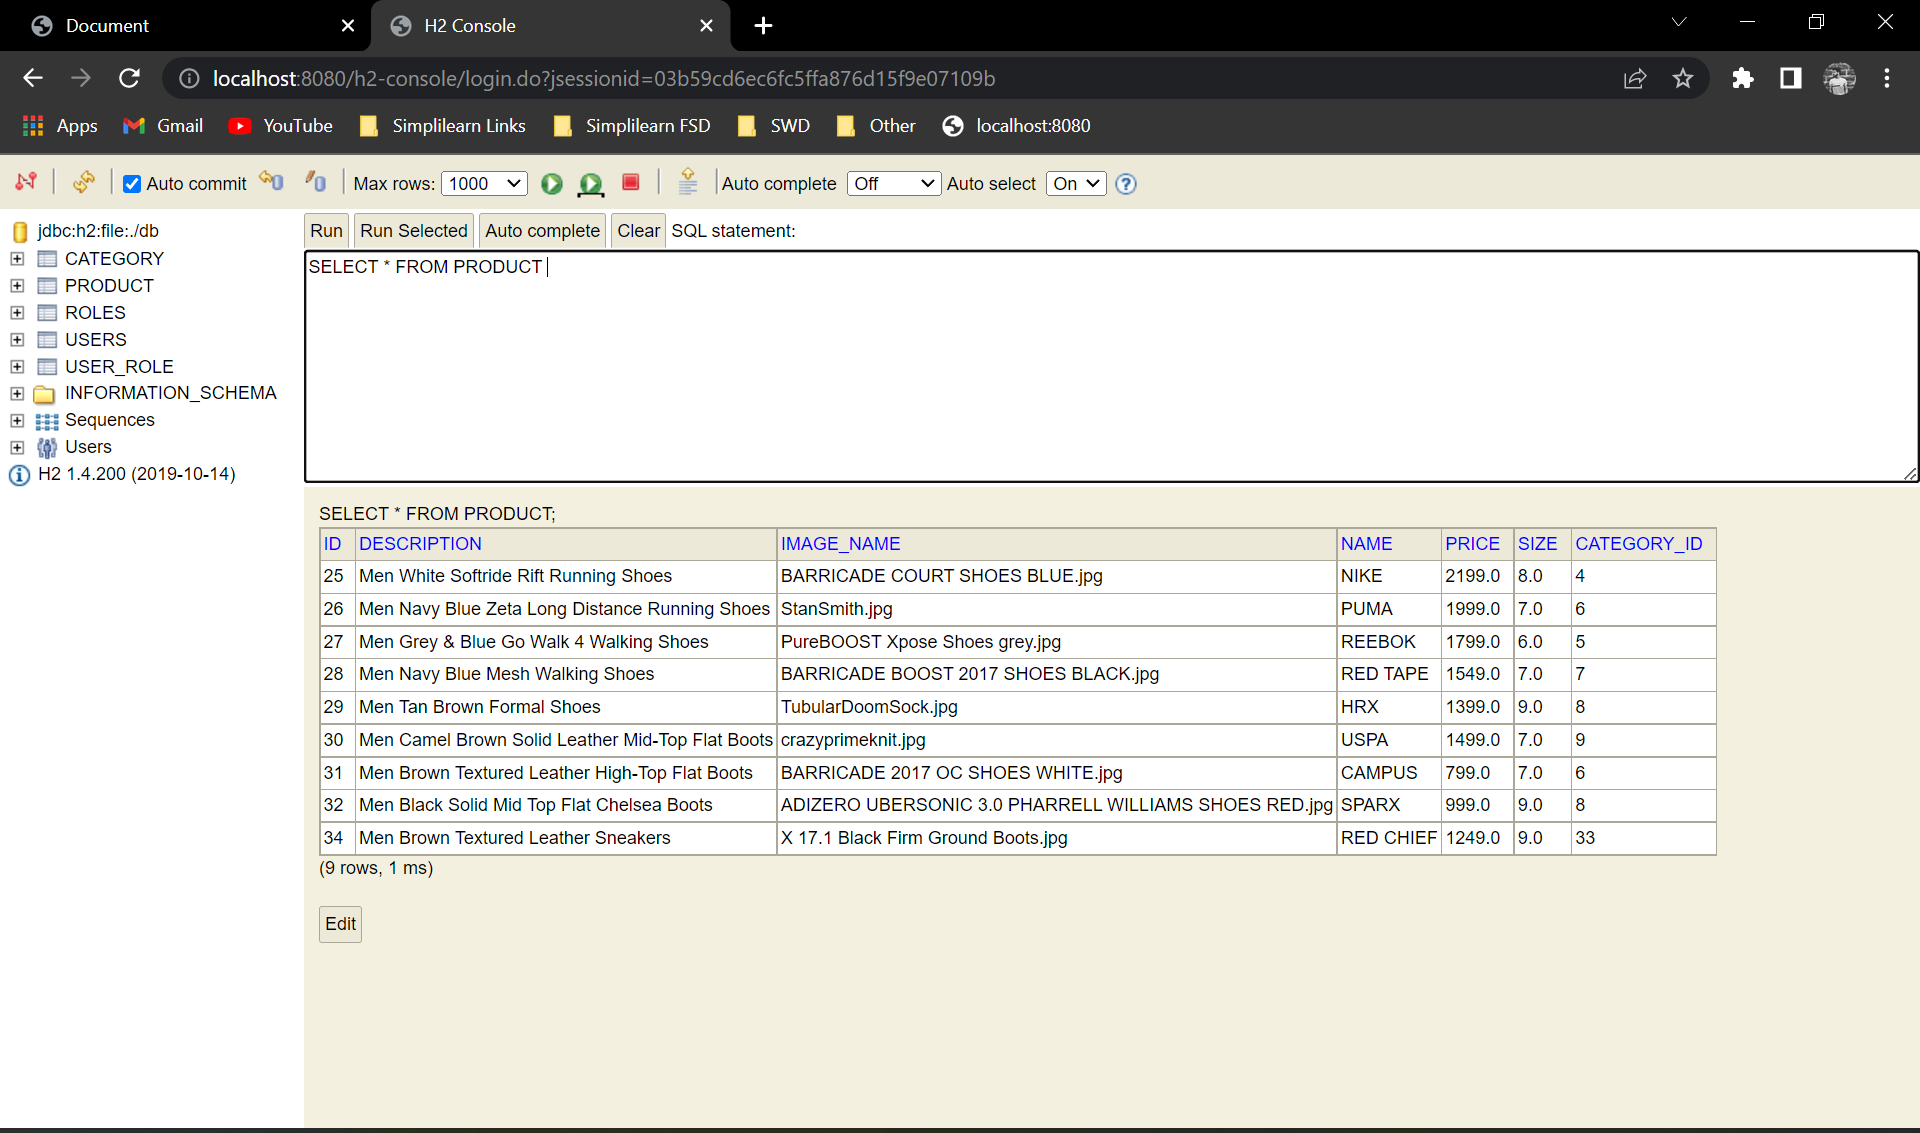 Document
H2 Console
localhost:8080/h2-console/login.do?jsessionid=03b59cd6ec6fc5ffa876d15f9e07109b
Apps Gmail YouTube Simplilearn Links Simplilearn FSD SWD Other localhost:8080
Auto commit Max rows: 1000 Auto complete Off Auto select On ?
jdbc:h2:file:./db
CATEGORY
PRODUCT
ROLES
USERS
USER_ROLE
INFORMATION_SCHEMA
Sequences
Users
H2 1.4.200 (2019-10-14)
Run Run Selected Auto complete Clear SQL statement:
SELECT * FROM PRODUCT
SELECT * FROM PRODUCT;
ID DESCRIPTION IMAGE_NAME NAME PRICE SIZE CATEGORY_ID
25 Men White Softride Rift Running Shoes BARRICADE COURT SHOES BLUE.jpg NIKE 2199.0 8.0 4
26 Men Navy Blue Zeta Long Distance Running Shoes StanSmith.jpg PUMA 1999.0 7.0 6
27 Men Grey & Blue Go Walk 4 Walking Shoes PureBOOST Xpose Shoes grey.jpg REEBOK 1799.0 6.0 5
28 Men Navy Blue Mesh Walking Shoes BARRICADE BOOST 2017 SHOES BLACK.jpg RED TAPE 1549.0 7.0 7
29 Men Tan Brown Formal Shoes TubularDoomSock.jpg HRX 1399.0 9.0 8
30 Men Camel Brown Solid Leather Mid-Top Flat Boots crazyprimeknit.jpg USPA 1499.0 7.0 9
31 Men Brown Textured Leather High-Top Flat Boots BARRICADE 2017 OC SHOES WHITE.jpg CAMPUS 799.0 7.0 6
32 Men Black Solid Mid Top Flat Chelsea Boots ADIZERO UBERSONIC 3.0 PHARRELL WILLIAMS SHOES RED.jpg SPARX 999.0 9.0 8
34 Men Brown Textured Leather Sneakers X 17.1 Black Firm Ground Boots.jpg RED CHIEF 1249.0 9.0 33
(9 rows, 1 ms)
Edit